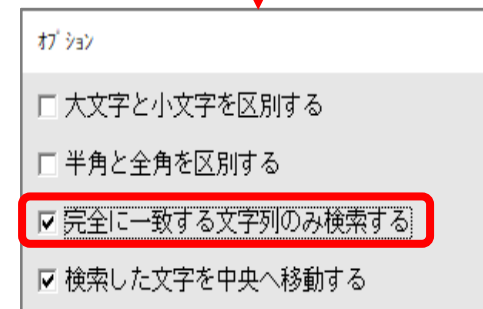 ｵﾌﾟｼｮﾝ
大文字と小文字を区別する
半角と全角を区別する
完全に一致する文字列のみ検索する
検索した文字を中央へ移動する